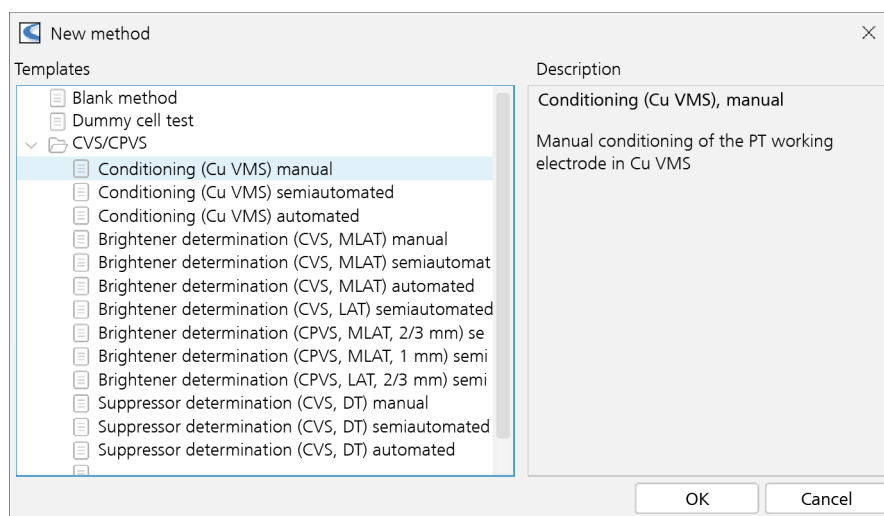 New method
Templates
Blank method
Dummy cell test
CVS/CPVS
Conditioning (Cu VMS) manual
Conditioning (Cu VMS) semiautomated
Conditioning (Cu VMS) automated
Brightener determination (CVS, MLAT) manual
Brightener determination (CVS, MLAT) semiautomat
Brightener determination (CVS, MLAT) automated
Brightener determination (CVS, LAT) semiautomated
Brightener determination (CPVS, MLAT, 2/3 mm) se
Brightener determination (CPVS, MLAT, 1 mm) semi
Brightener determination (CPVS, LAT, 2/3 mm) semi
Suppressor determination (CVS, DT) manual
Suppressor determination (CVS, DT) semiautomated
Suppressor determination (CVS, DT) automated
Description
Conditioning (Cu VMS), manual
Manual conditioning of the PT working
electrode in Cu VMS
OK
Cancel